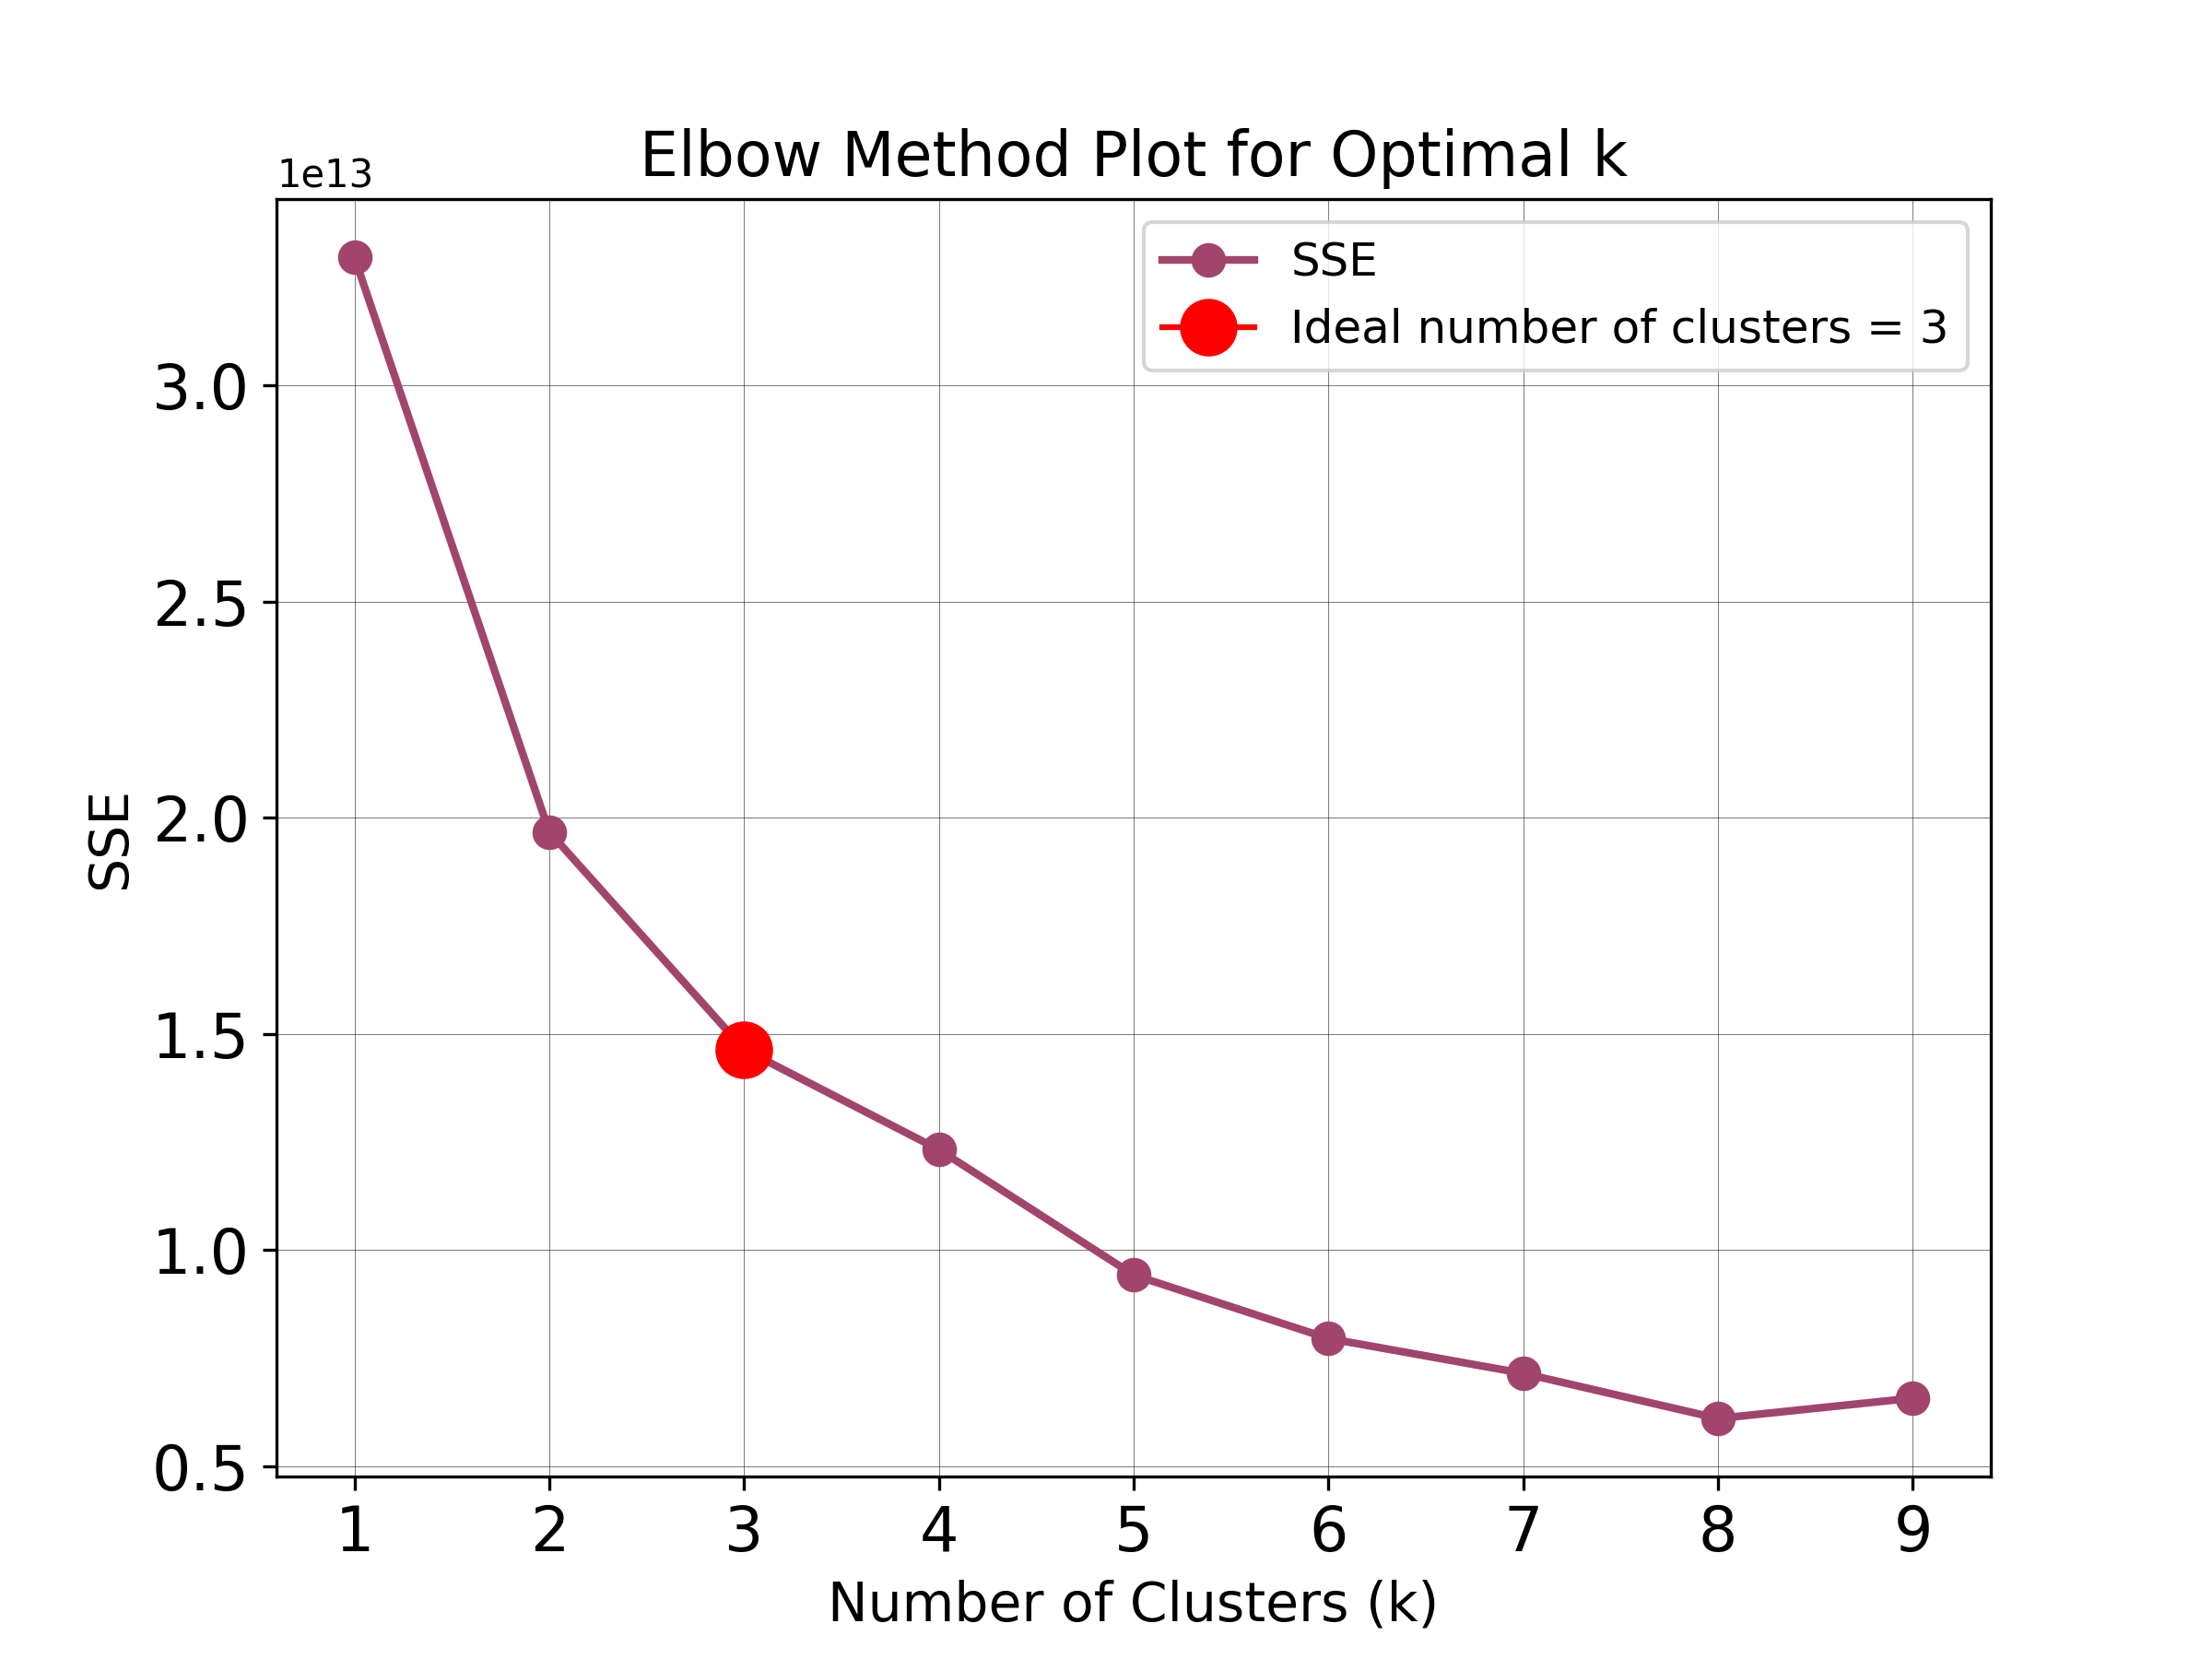 Elbow Method Plot for Optimal k
1e13
SSE
Ideal number of clusters = 3
3.0
2.5
2.0
1.5
1.0
0.5
SSE
1 2 3 4 5 6 7 8 9
Number of Clusters (k)